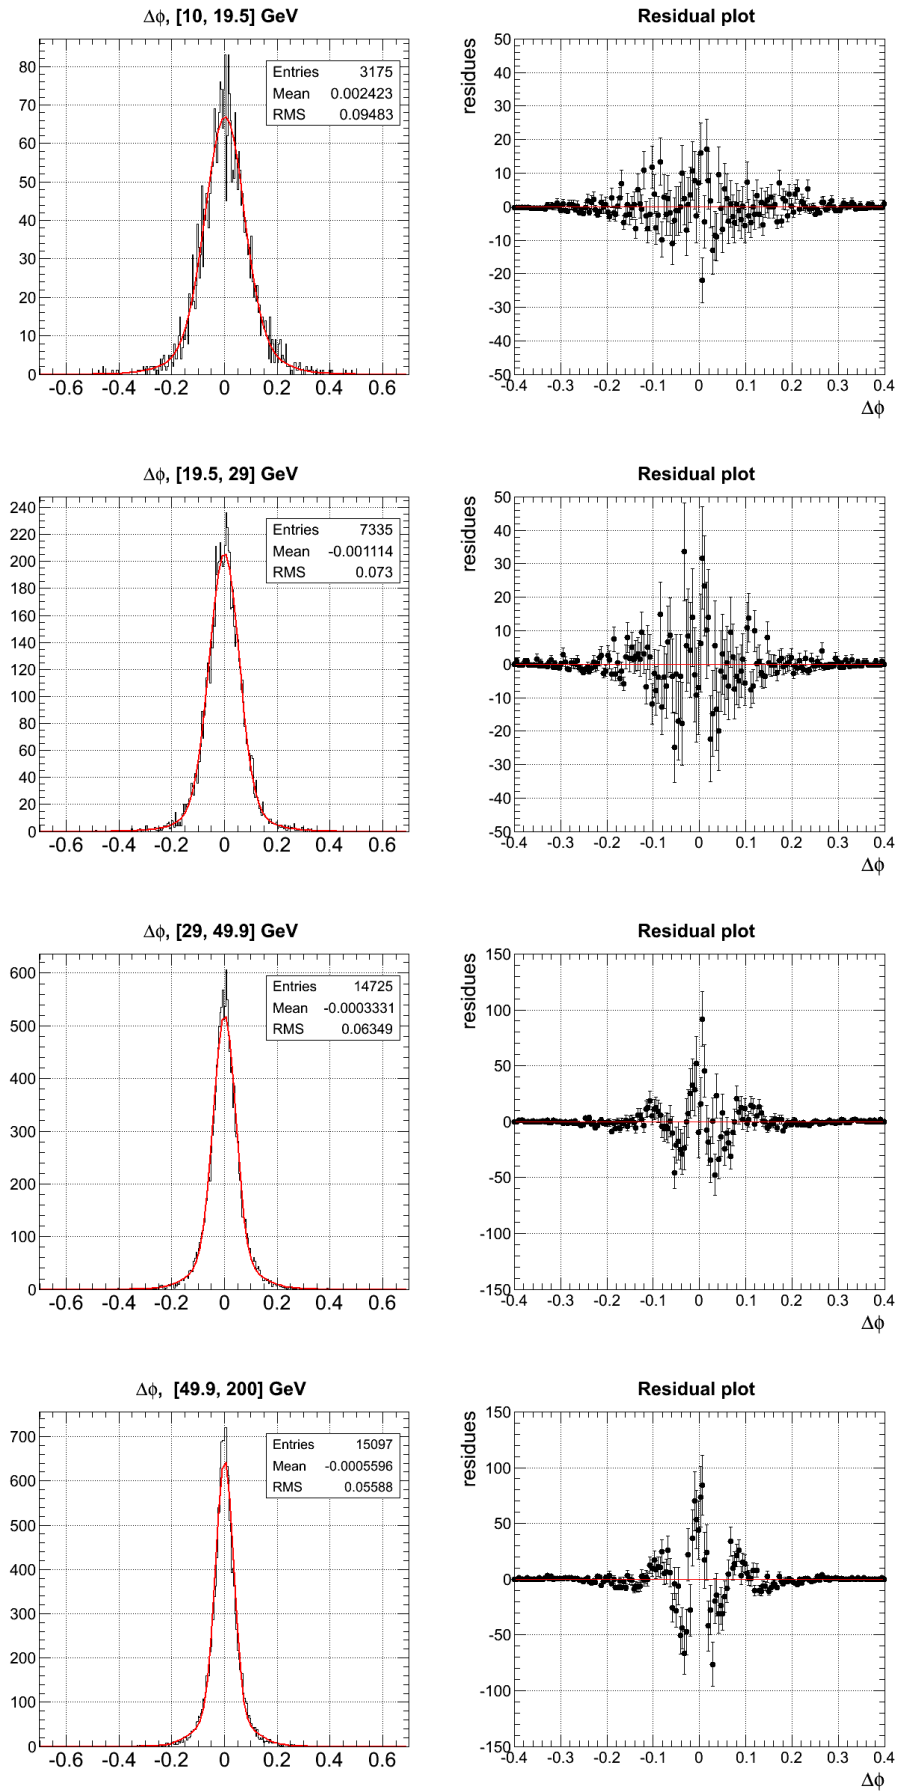 Δϕ, [10, 19.5] GeV
Entries 3175
Mean 0.002423
RMS 0.09483
80
70
60
50
40
30
20
10
0
-0.6 -0.4 -0.2 0 0.2 0.4 0.6
Residual plot
residues
50
40
30
20
10
0
-10
-20
-30
-40
-50
-0.4 -0.3 -0.2 -0.1 0 0.1 0.2 0.3 0.4
Δϕ
Δϕ, [19.5, 29] GeV
Entries 7335
Mean -0.001114
RMS 0.073
240
220
200
180
160
140
120
100
80
60
40
20
0
-0.6 -0.4 -0.2 0 0.2 0.4 0.6
Residual plot
residues
50
40
30
20
10
0
-10
-20
-30
-40
-50
-0.4 -0.3 -0.2 -0.1 0 0.1 0.2 0.3 0.4
Δϕ
Δϕ, [29, 49.9] GeV
Entries 14725
Mean -0.0003331
RMS 0.06349
600
500
400
300
200
100
0
-0.6 -0.4 -0.2 0 0.2 0.4 0.6
Residual plot
residues
150
100
50
0
-50
-100
-150
-0.4 -0.3 -0.2 -0.1 0 0.1 0.2 0.3 0.4
Δϕ
Δϕ, [49.9, 200] GeV
Entries 15097
Mean -0.0005596
RMS 0.05588
700
600
500
400
300
200
100
0
-0.6 -0.4 -0.2 0 0.2 0.4 0.6
Residual plot
residues
150
100
50
0
-50
-100
-150
-0.4 -0.3 -0.2 -0.1 0 0.1 0.2 0.3 0.4
Δϕ